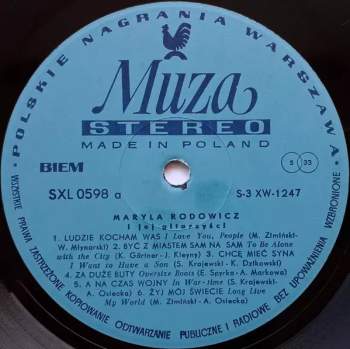 POLSKIE NAGRANIA WARSZAWA
Muza
STEREO
MADE IN POLAND
BIEM
S 33
SXL 0598 a
S-3 XW-1247
MARYLA RODOWICZ
i jej gitarzyści
1. LUDZIE KOCHAM WAS I Love You, People (M. Zimiński-
W. Młynarski) 2. BYC Z MIASTEM SAM NA SAM To Be Alone
with the City (K. Gärtner - J. Kleyny) 3. CHCĘ MIEĆ SYNA
I Want to Have a Son (S. Krajewski - K. Dzikowski)
4. ZA DUŻE BUTY Oversize Boots (E. Spyrka - A. Markowa)
5. A NA CZAS WOJNY In War-time (S. Krajewski -
A. Osiecka) 6. ŻYJ MÓJ ŚWIECIE Long Live
My World (M. Zimiński - A. Osiecka)
WSZELKIE PRAWA ZASTRZEŻONE KOPIOWANIE ODTWARZANIE PUBLICZNE I RADIOWE BEZ UPOWAŻNIENIA WZBRONIONE